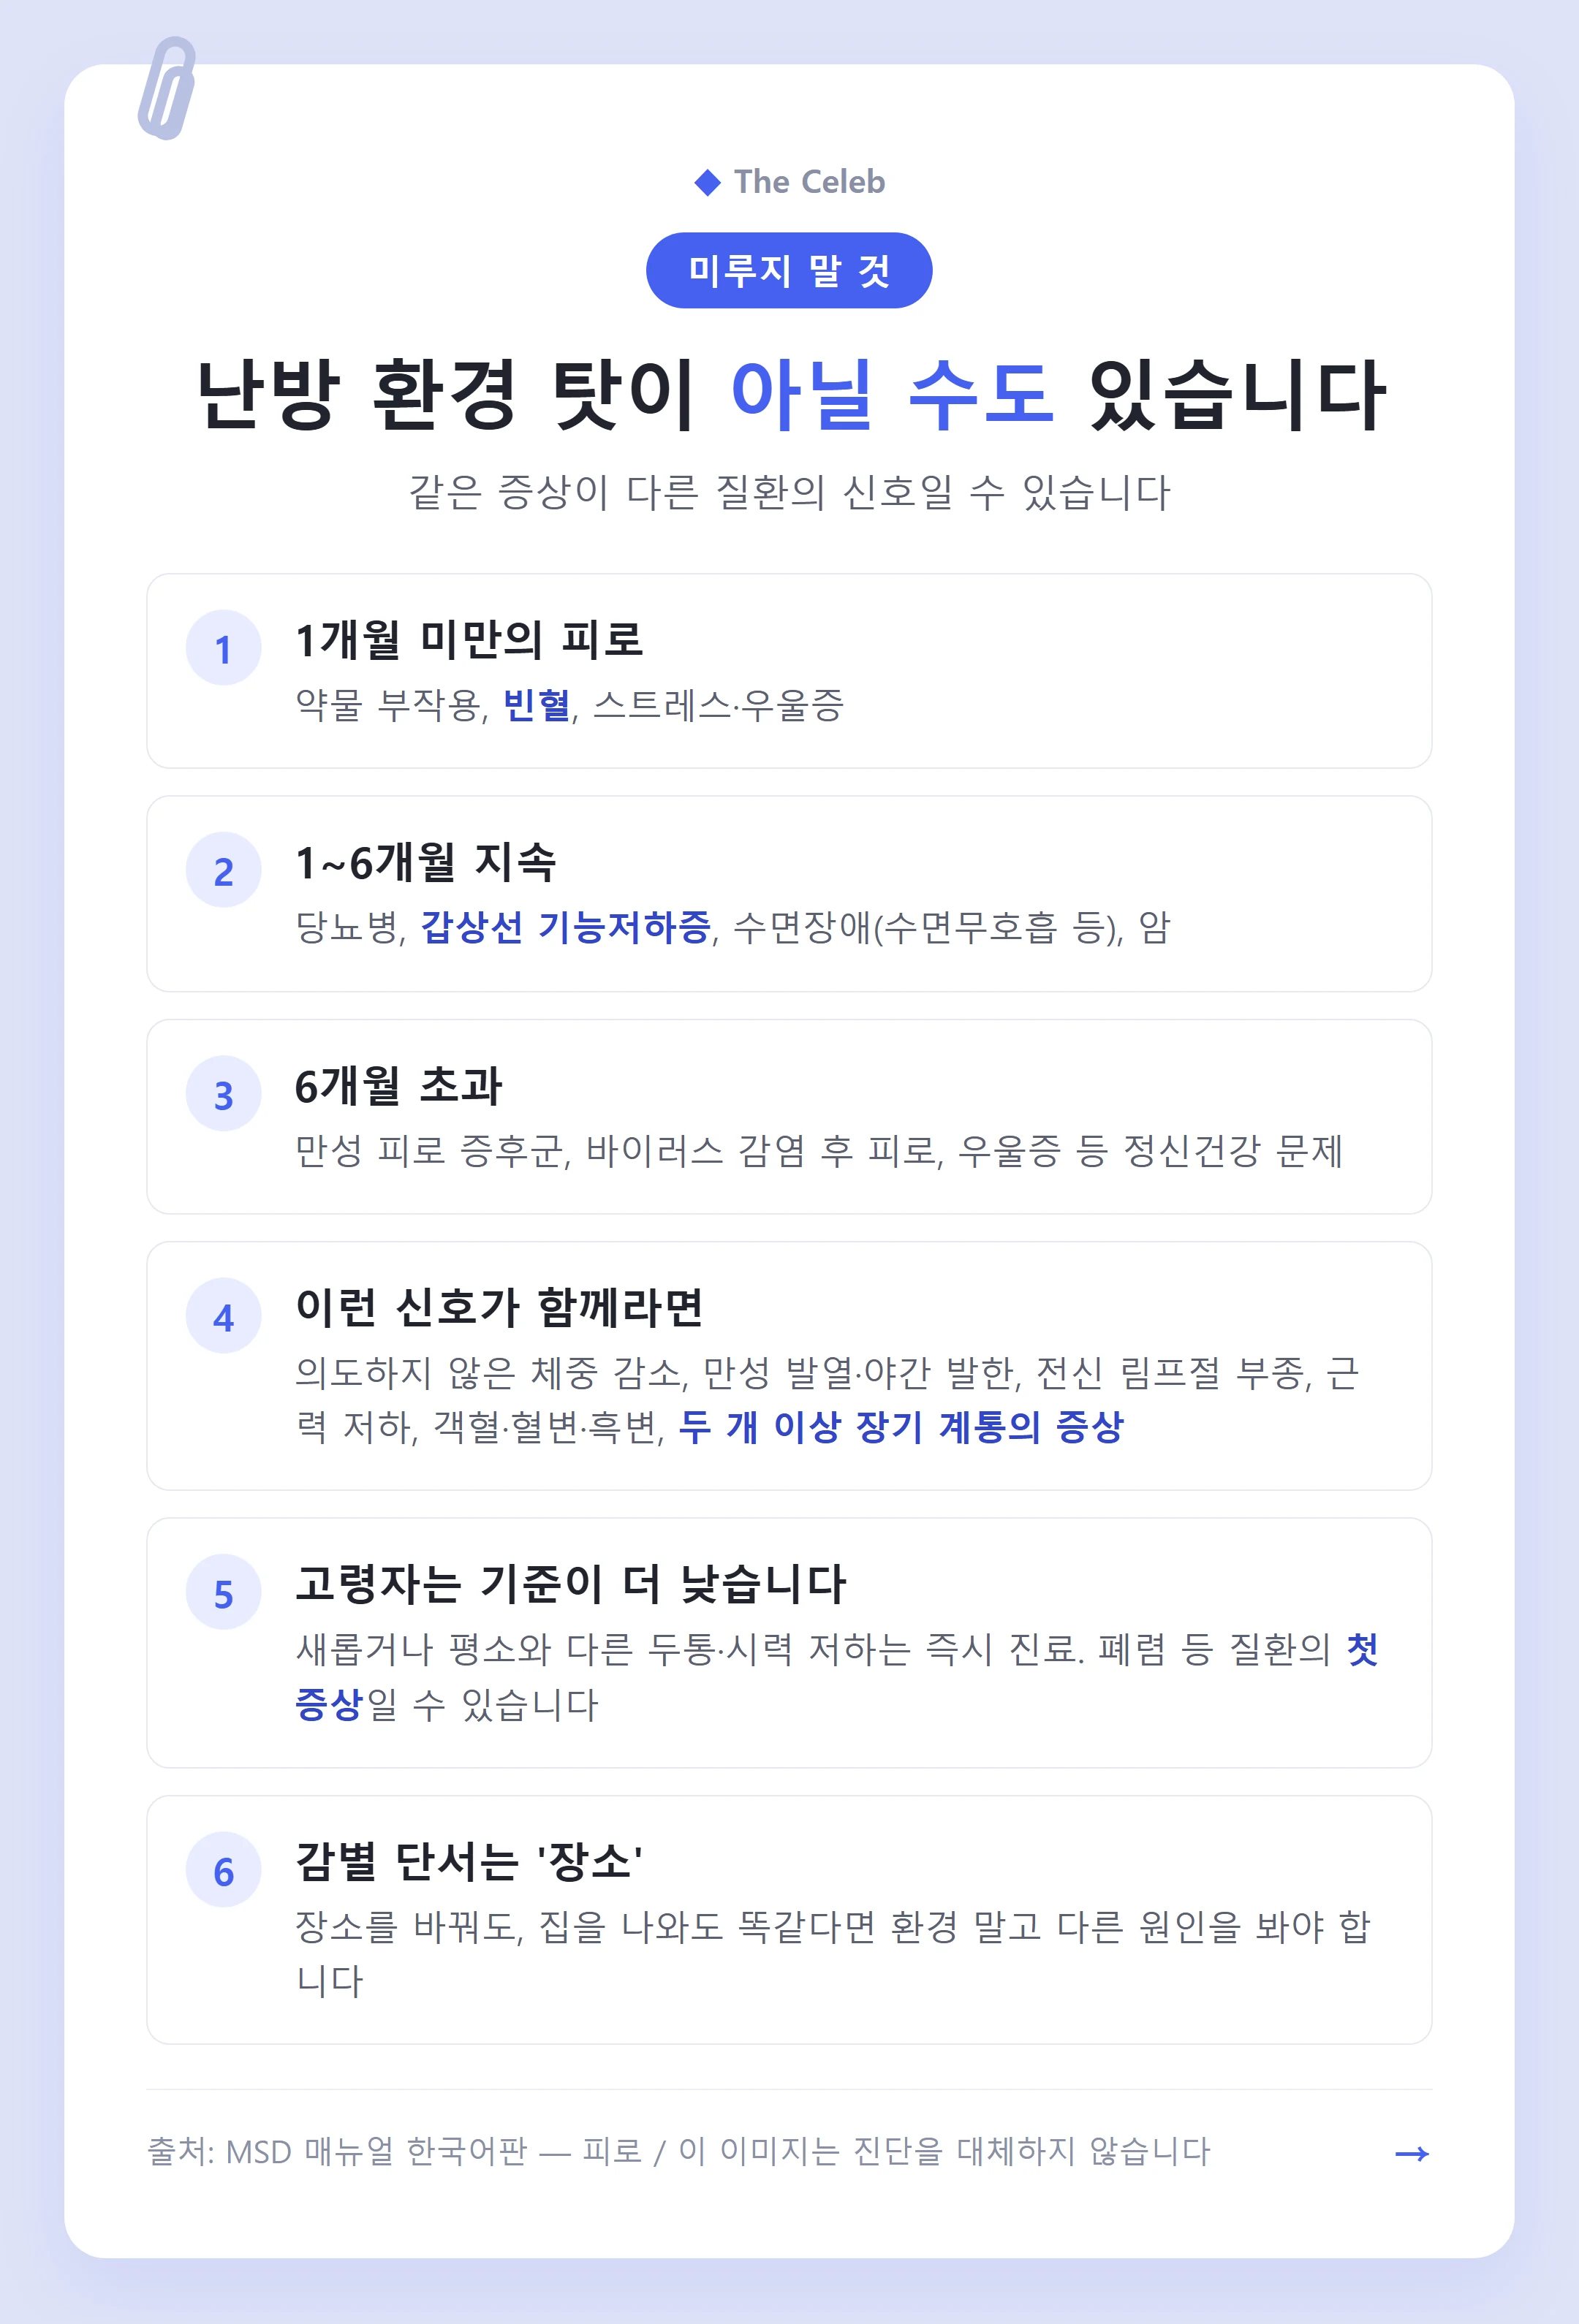 ◆ The Celeb
미루지 말 것
난방 환경 탓이 아닐 수도 있습니다
같은 증상이 다른 질환의 신호일 수 있습니다
1
1개월 미만의 피로
약물 부작용, 빈혈, 스트레스·우울증
2
1~6개월 지속
당뇨병, 갑상선 기능저하증, 수면장애(수면무호흡 등), 암
3
6개월 초과
만성 피로 증후군, 바이러스 감염 후 피로, 우울증 등 정신건강 문제
4
이런 신호가 함께라면
의도하지 않은 체중 감소, 만성 발열·야간 발한, 전신 림프절 부종, 근
력 저하, 객혈·혈변·흑변, 두 개 이상 장기 계통의 증상
5
고령자는 기준이 더 낮습니다
새롭거나 평소와 다른 두통·시력 저하는 즉시 진료. 폐렴 등 질환의 첫
증상일 수 있습니다
6
감별 단서는 '장소'
장소를 바꿔도, 집을 나와도 똑같다면 환경 말고 다른 원인을 봐야 합
니다
출처: MSD 매뉴얼 한국어판 — 피로 / 이 이미지는 진단을 대체하지 않습니다 →